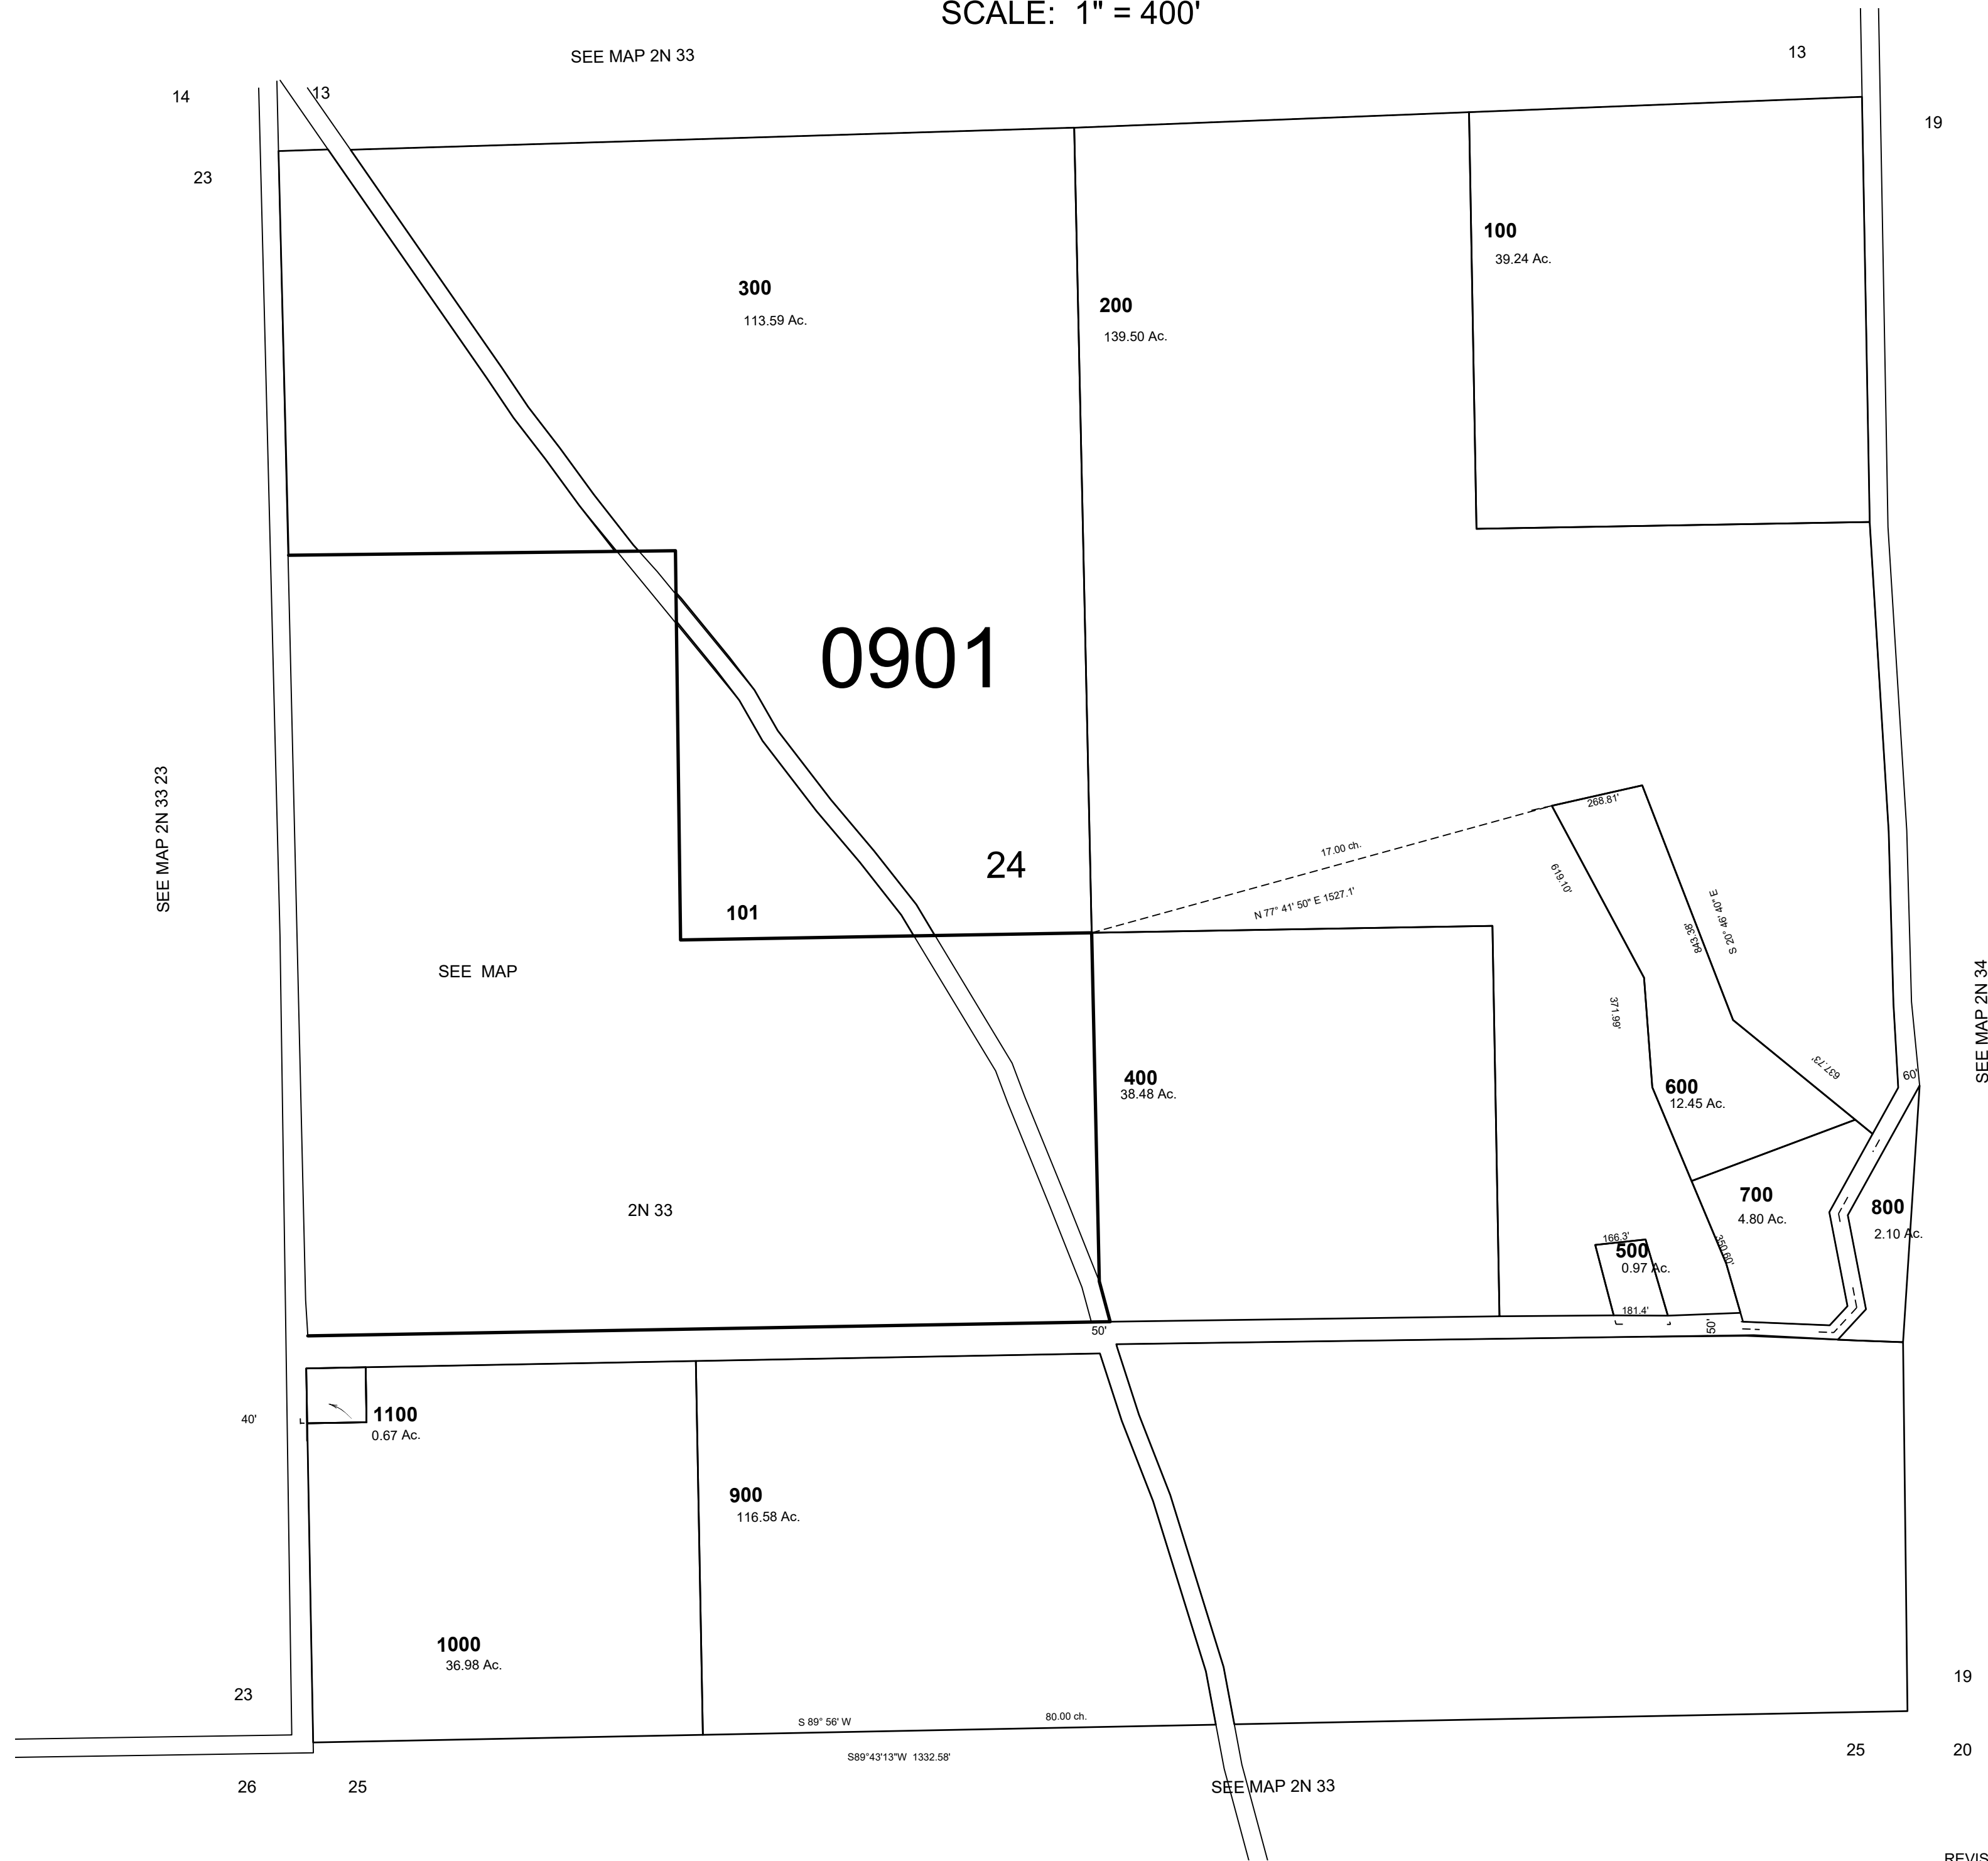 SCALE: 1" = 400'
SEE MAP 2N 33
13
14
13
19
23
100
39.24 Ac.
300
113.59 Ac.
200
139.50 Ac.
0901
SEE MAP 2N 33 23
268.81'
17.00 ch.
24
619.10'
N 77° 41' 50" E 1527.1'
S 20° 46' 40" E
843.38'
101
SEE MAP
371.99'
SEE MAP 2N 34
637.73'
60'
400
38.48 Ac.
600
12.45 Ac.
700
4.80 Ac.
800
2.10 Ac.
2N 33
166.3'
500
0.97 Ac.
350.60'
181.4'
50'
50'
40'
1100
0.67 Ac.
900
116.58 Ac.
1000
36.98 Ac.
23
19
S 89° 56' W
80.00 ch.
S89°43'13"W 1332.58'
25
20
26
25
SEE MAP 2N 33
REVIS